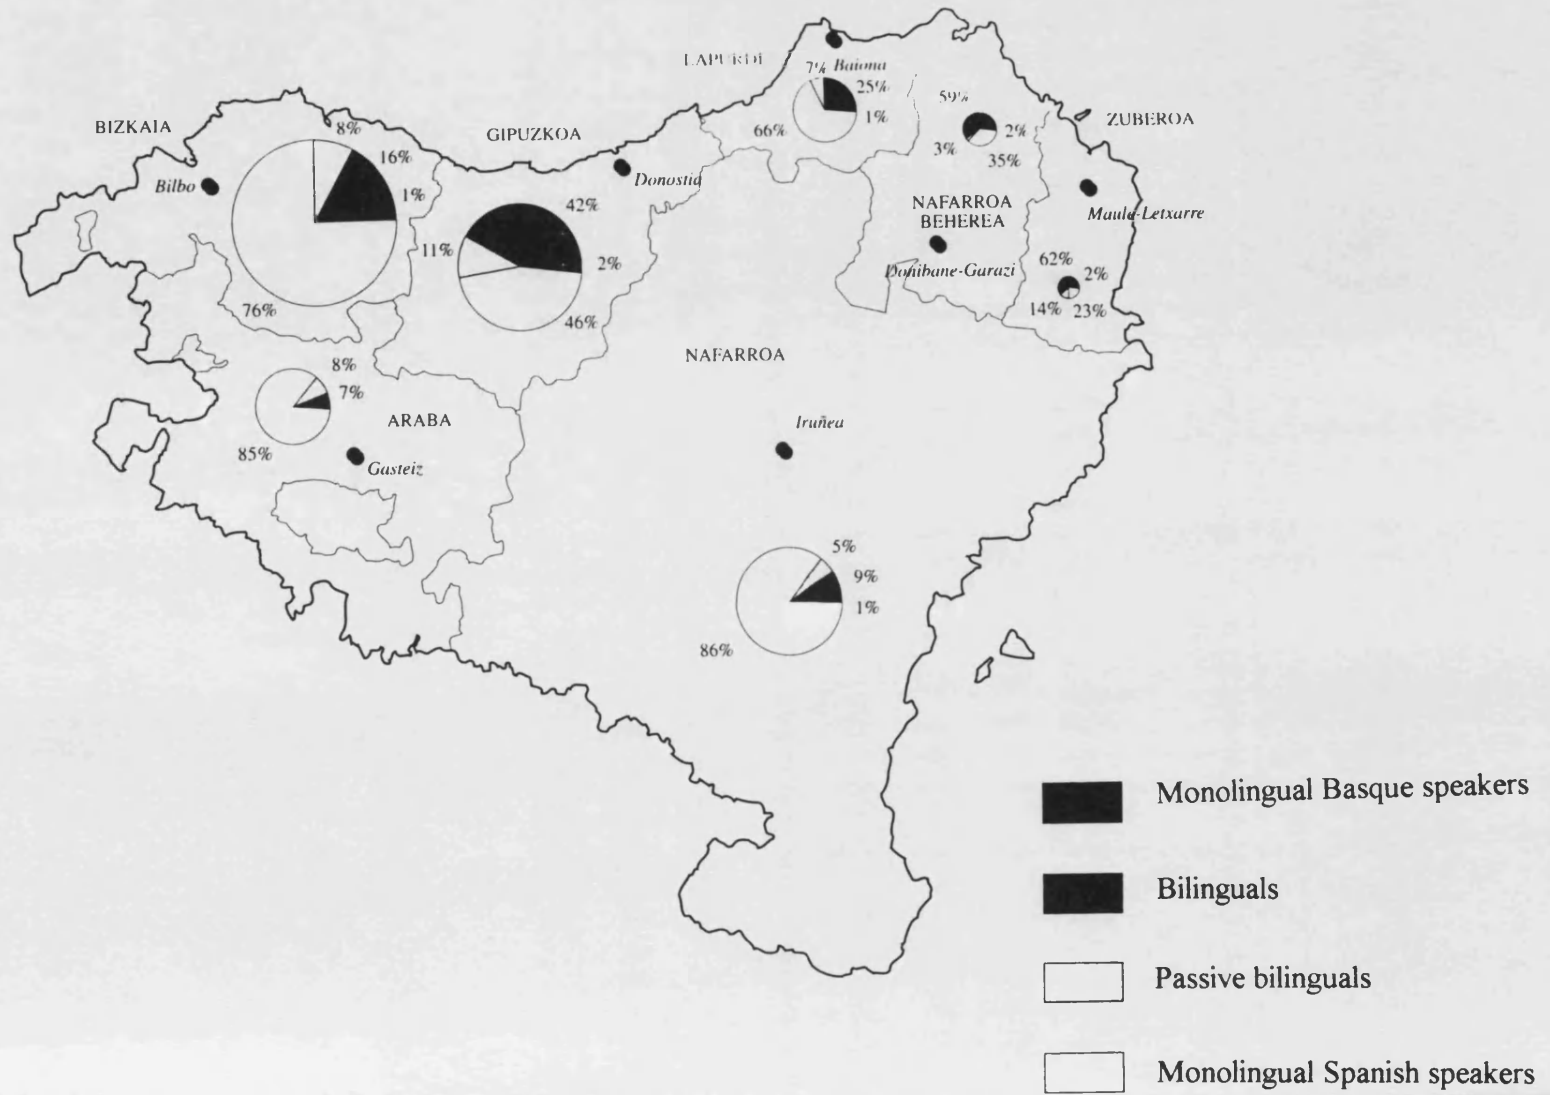 LAPURDI
7% Baiona
25%
1%
66%
59%
2%
3%
35%
ZUBEROA
BIZKAIA
8%
16%
1%
Bilbo
76%
GIPUZKOA
Donostia
42%
11%
2%
46%
NAFARROA
BEHEREA
Donibane-Garazi
Maule-Letxarre
62%
2%
14%
23%
NAFARROA
8%
7%
ARABA
85%
Gasteiz
Iruñea
5%
9%
1%
86%
Monolingual Basque speakers
Bilinguals
Passive bilinguals
Monolingual Spanish speakers